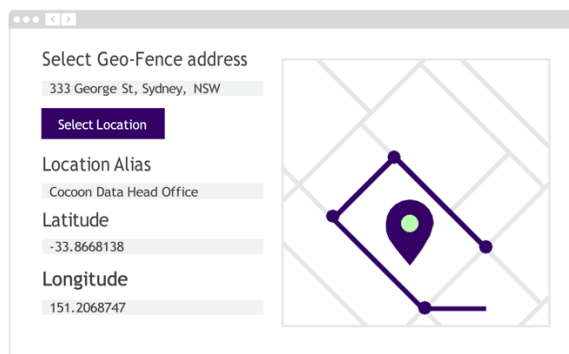 Select Geo-Fence address
333 George St, Sydney, NSW
Select Location
Location Alias
Cocoon Data Head Office
Latitude
-33.8668138
Longitude
151.2068747